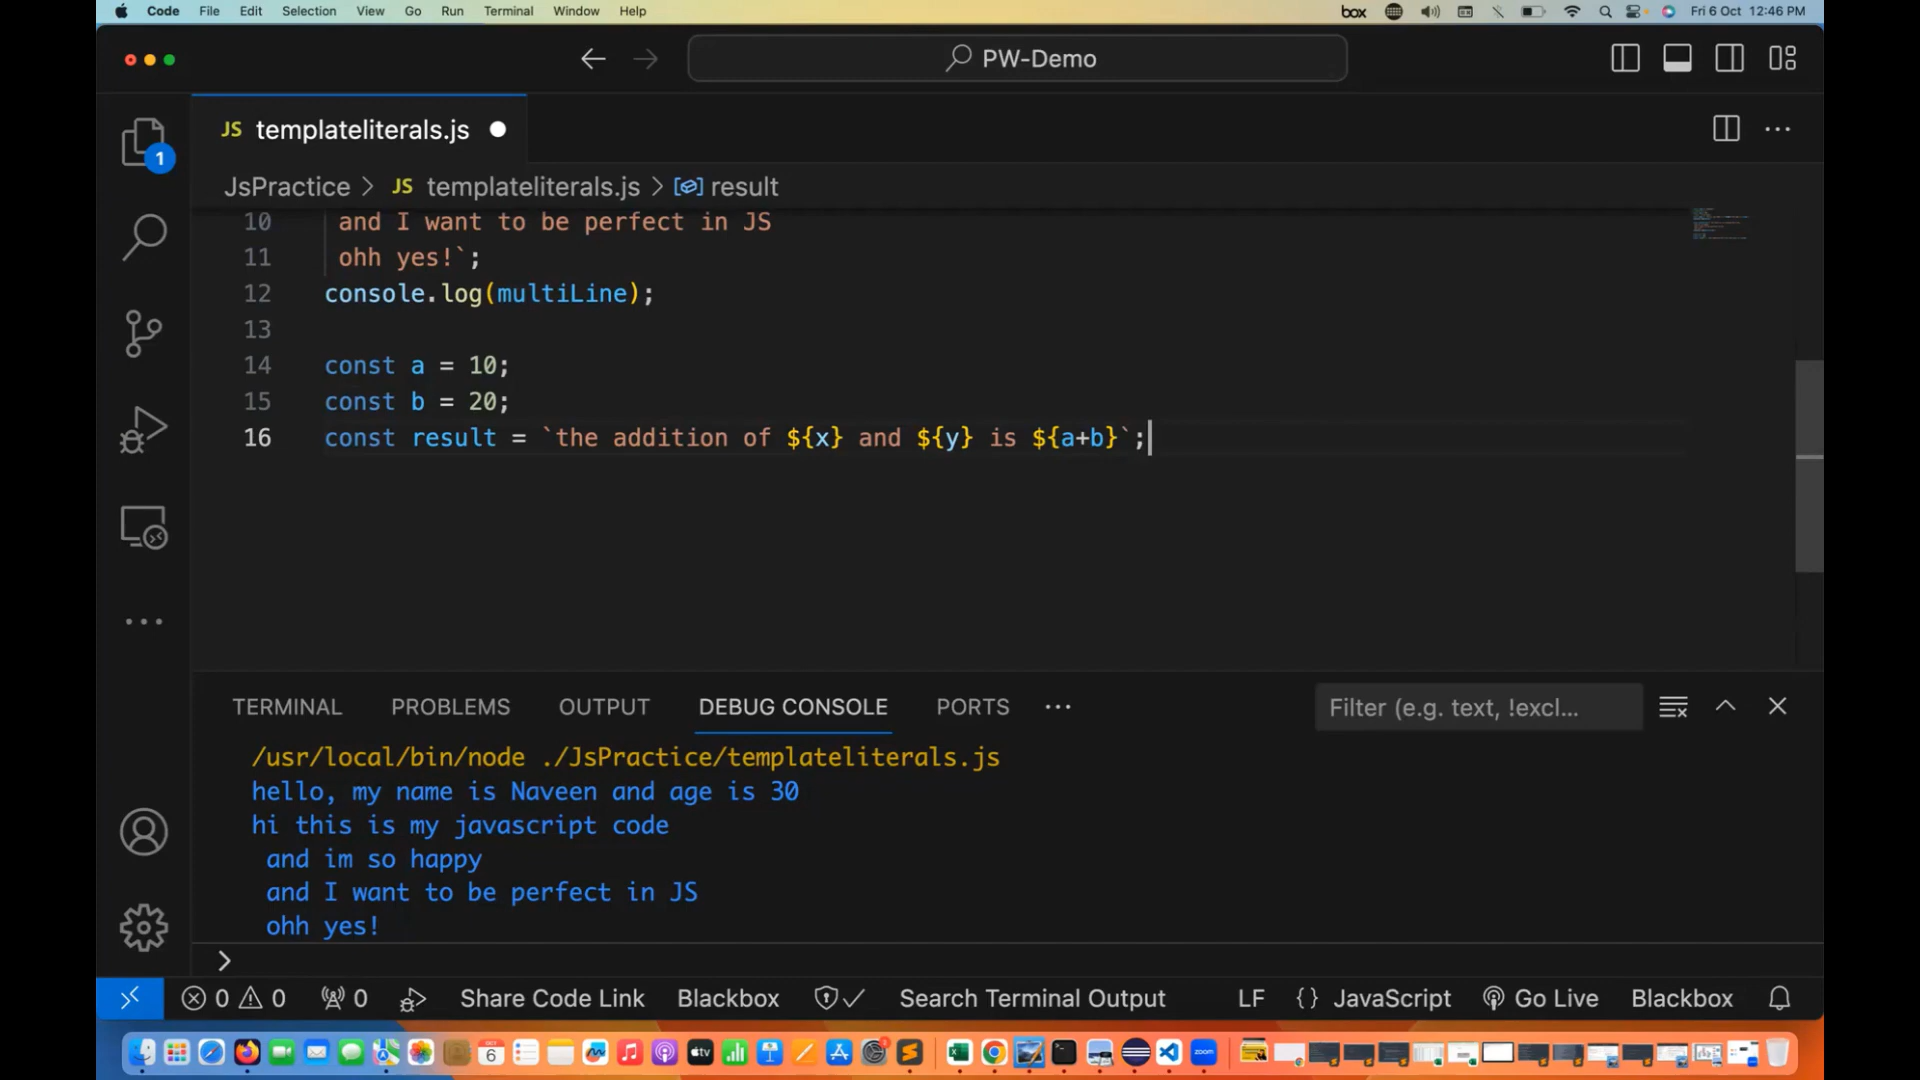 Code File Edit Selection View Go Run Terminal Window Help box Fri 6 Oct 12:46 PM
PW-Demo
JS templateliterals.js
1
JsPractice > JS templateliterals.js > result
10 and I want to be perfect in JS
11 ohh yes!`;
12 console.log(multiLine);
13
14 const a = 10;
15 const b = 20;
16 const result = `the addition of ${x} and ${y} is ${a+b}`;
TERMINAL PROBLEMS OUTPUT DEBUG CONSOLE PORTS Filter (e.g. text, !excl...
/usr/local/bin/node ./JsPractice/templateliterals.js
hello, my name is Naveen and age is 30
hi this is my javascript code
and im so happy
and I want to be perfect in JS
ohh yes!
>
0 0 0 Share Code Link Blackbox Search Terminal Output LF {} JavaScript Go Live Blackbox
6 tv zoom